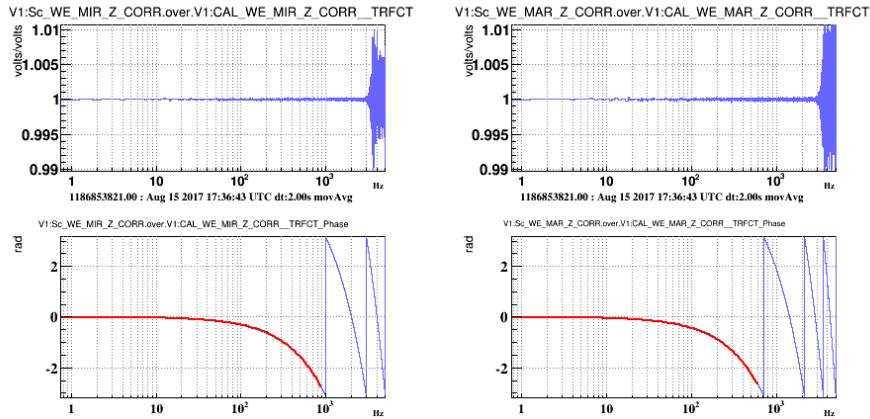 V1:Sc_WE_MIR_Z_CORR.over.V1:CAL_WE_MIR_Z_CORR__TRFCT
volts/volts
1.01
1.005
1
0.995
0.99
1 10 10² 10³ Hz
1186853821.00 : Aug 15 2017 17:36:43 UTC dt:2.00s movAvg
V1:Sc_WE_MAR_Z_CORR.over.V1:CAL_WE_MAR_Z_CORR__TRFCT
volts/volts
1.01
1.005
1
0.995
0.99
1 10 10² 10³ Hz
1186853821.00 : Aug 15 2017 17:36:43 UTC dt:2.00s movAvg
V1:Sc_WE_MIR_Z_CORR.over.V1:CAL_WE_MIR_Z_CORR__TRFCT_Phase
rad
2
0
-2
1 10 10² 10³ Hz
V1:Sc_WE_MAR_Z_CORR.over.V1:CAL_WE_MAR_Z_CORR__TRFCT_Phase
rad
2
0
-2
1 10 10² 10³ Hz